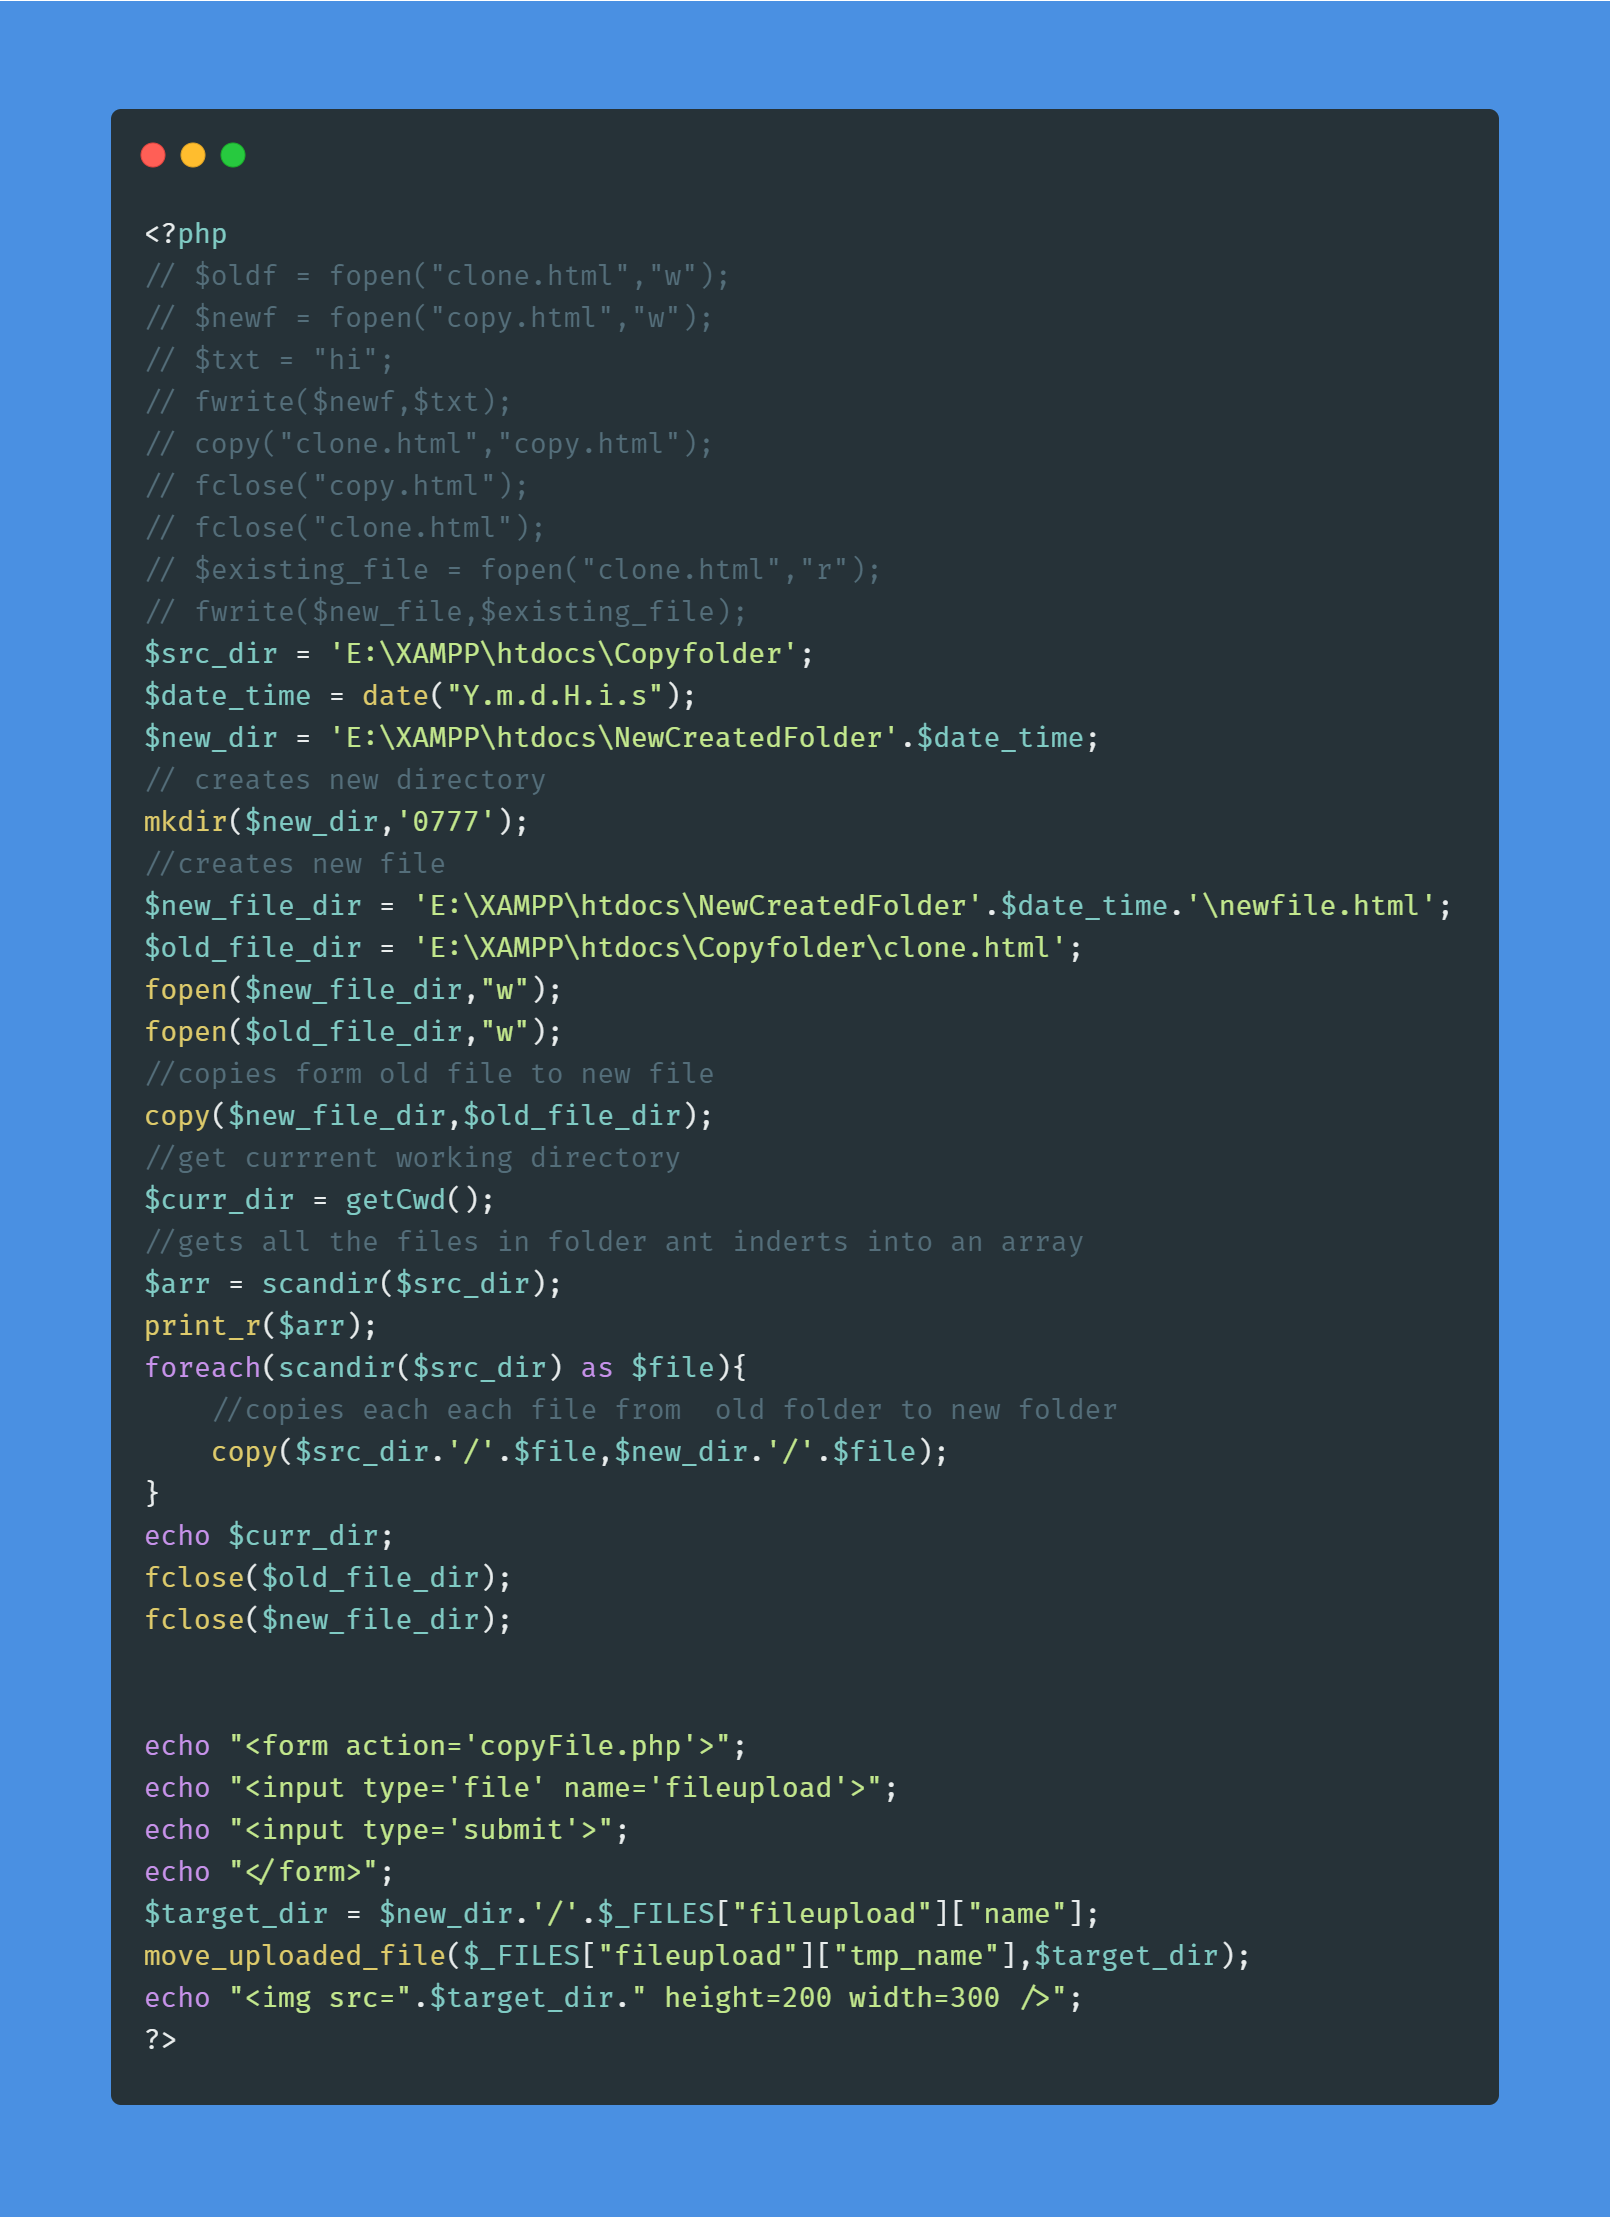 <?php
// $oldf = fopen("clone.html","w");
// $newf = fopen("copy.html","w");
// $txt = "hi";
// fwrite($newf,$txt);
// copy("clone.html","copy.html");
// fclose("copy.html");
// fclose("clone.html");
// $existing_file = fopen("clone.html","r");
// fwrite($new_file,$existing_file);
$src_dir = 'E:\XAMPP\htdocs\Copyfolder';
$date_time = date("Y.m.d.H.i.s");
$new_dir = 'E:\XAMPP\htdocs\NewCreatedFolder'.$date_time;
// creates new directory
mkdir($new_dir,'0777');
//creates new file
$new_file_dir = 'E:\XAMPP\htdocs\NewCreatedFolder'.$date_time.'\newfile.html';
$old_file_dir = 'E:\XAMPP\htdocs\Copyfolder\clone.html';
fopen($new_file_dir,"w");
fopen($old_file_dir,"w");
//copies form old file to new file
copy($new_file_dir,$old_file_dir);
//get currrent working directory
$curr_dir = getCwd();
//gets all the files in folder ant inderts into an array
$arr = scandir($src_dir);
print_r($arr);
foreach(scandir($src_dir) as $file){
    //copies each each file from  old folder to new folder
    copy($src_dir.'/'.$file,$new_dir.'/'.$file);
}
echo $curr_dir;
fclose($old_file_dir);
fclose($new_file_dir);
echo "<form action='copyFile.php'>";
echo "<input type='file' name='fileupload'>";
echo "<input type='submit'>";
echo "</form>";
$target_dir = $new_dir.'/'.$_FILES["fileupload"]["name"];
move_uploaded_file($_FILES["fileupload"]["tmp_name"],$target_dir);
echo "<img src=".$target_dir." height=200 width=300 />";
?>